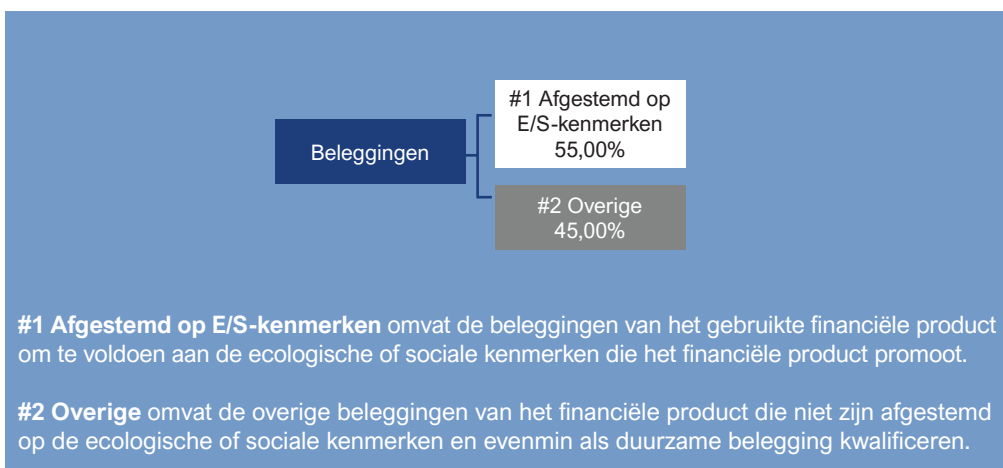 #1 Afgestemd op
E/S-kenmerken
55,00%
Beleggingen
#2 Overige
45,00%
#1 Afgestemd op E/S-kenmerken omvat de beleggingen van het gebruikte financiële product
om te voldoen aan de ecologische of sociale kenmerken die het financiële product promoot.
#2 Overige omvat de overige beleggingen van het financiële product die niet zijn afgestemd
op de ecologische of sociale kenmerken en evenmin als duurzame belegging kwalificeren.